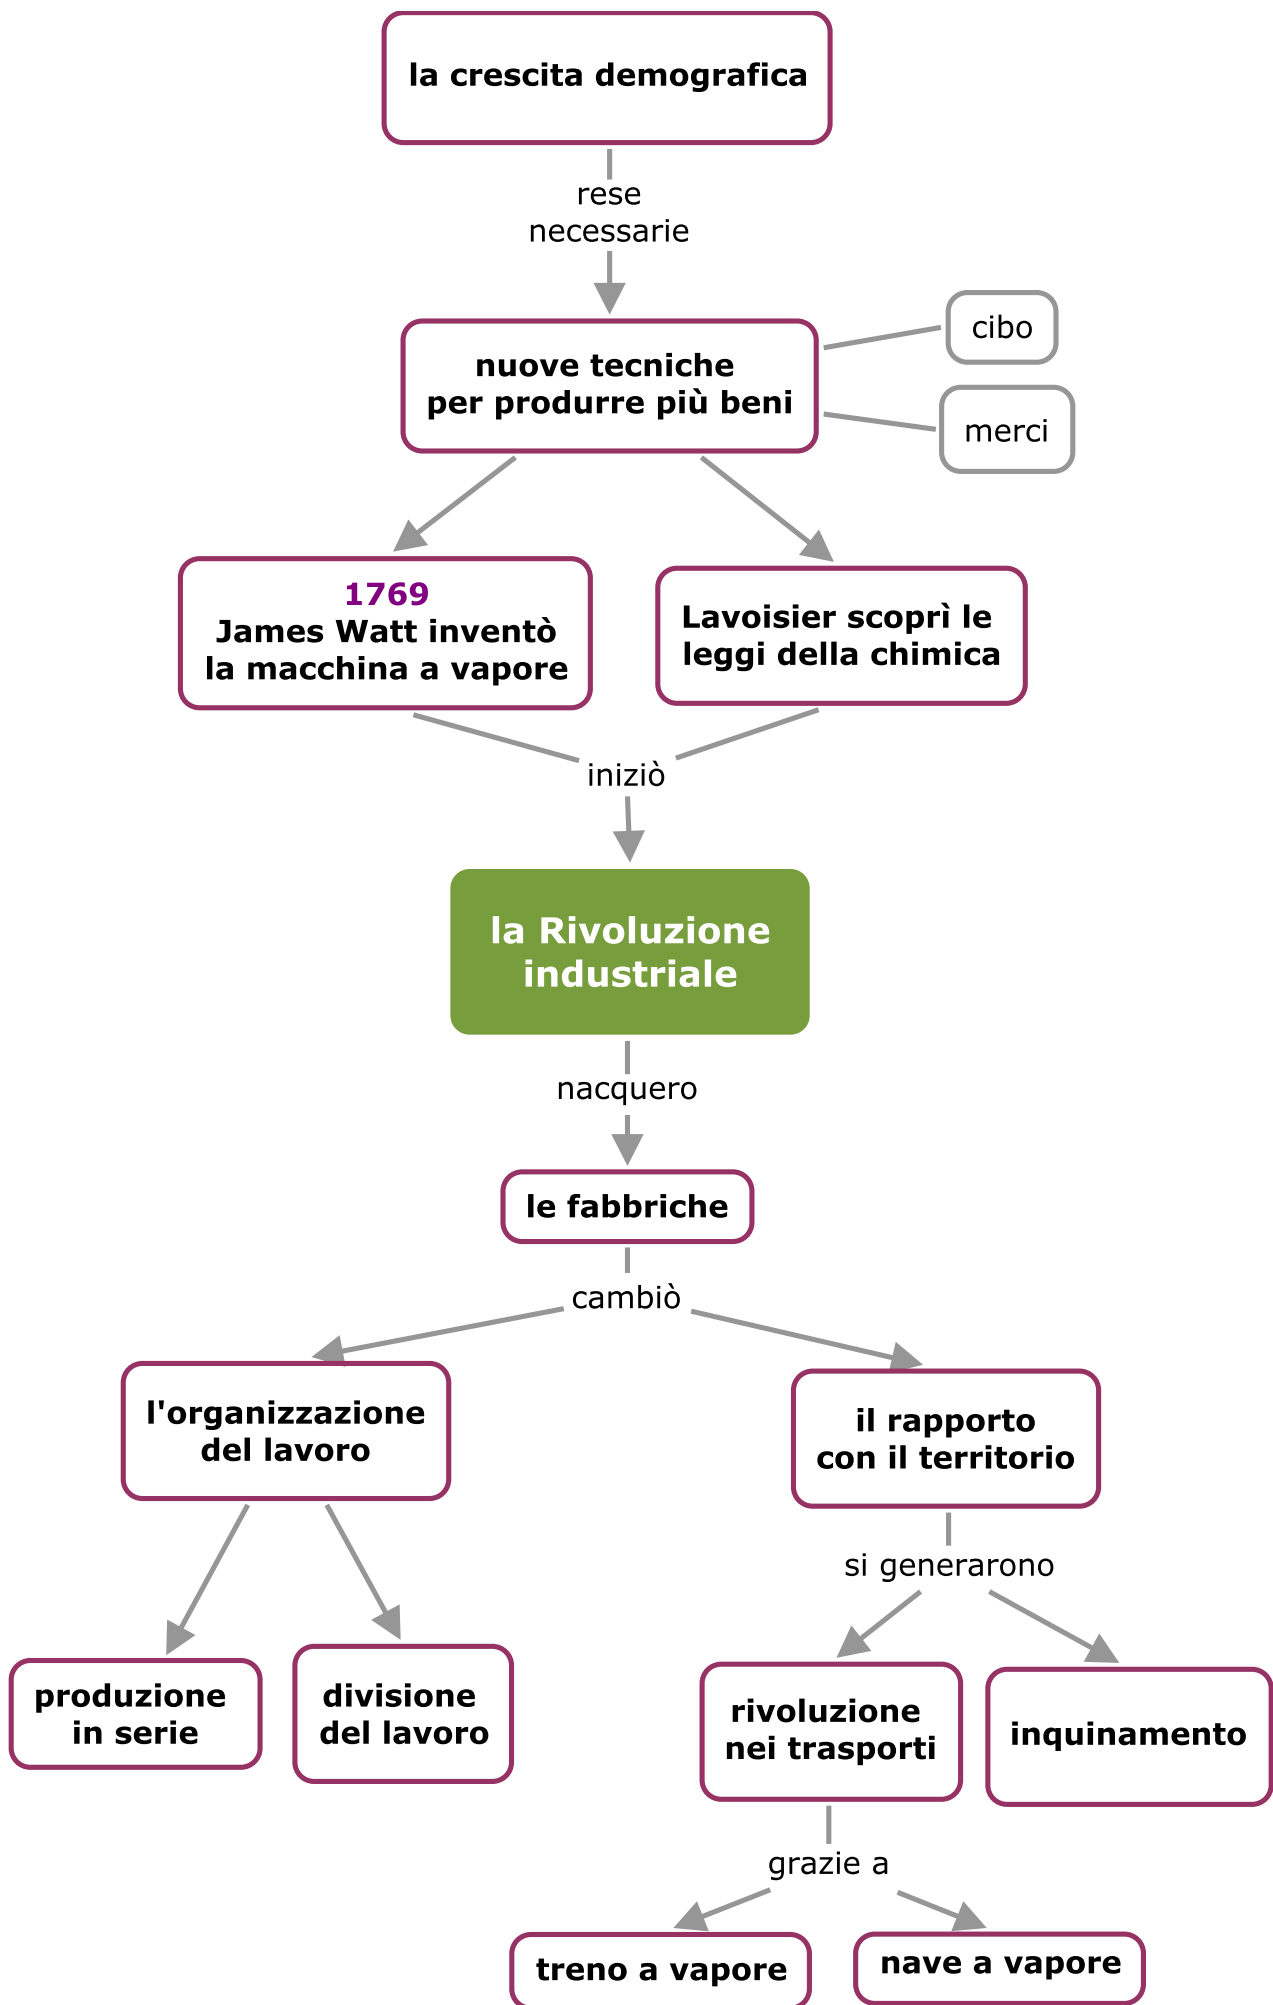 la crescita demografica
rese
necessarie
cibo
nuove tecniche
per produrre più beni
merci
1769
James Watt inventò
la macchina a vapore
Lavoisier scoprì le
leggi della chimica
iniziò
la Rivoluzione
industriale
nacquero
le fabbriche
cambiò
l'organizzazione
del lavoro
il rapporto
con il territorio
si generarono
produzione
in serie
divisione
del lavoro
rivoluzione
nei trasporti
inquinamento
grazie a
treno a vapore
nave a vapore